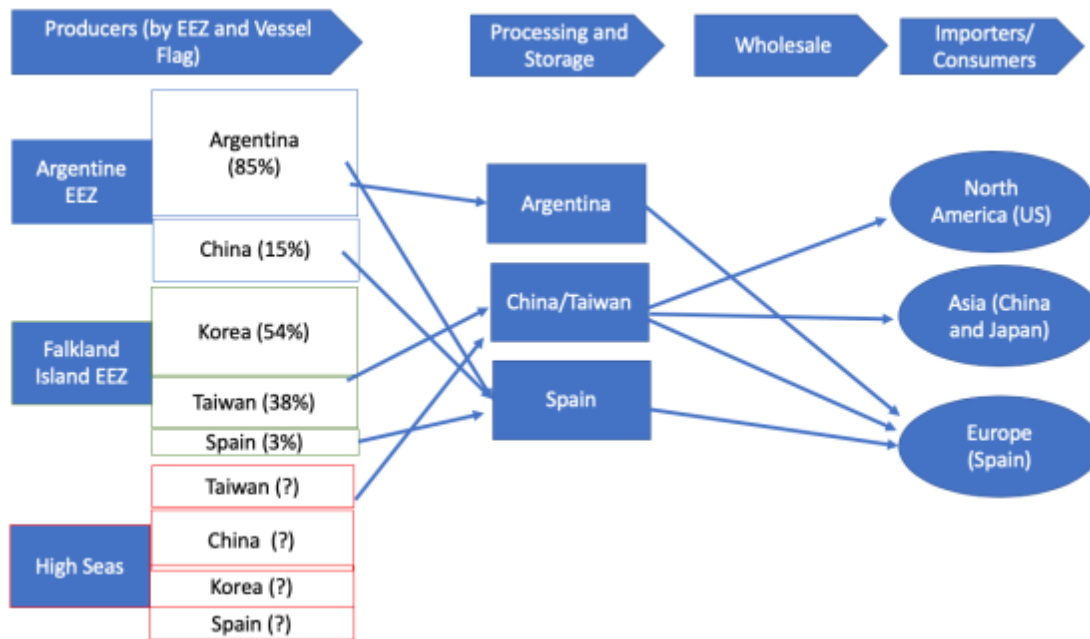 Producers (by EEZ and Vessel
Flag)
Processing and
Storage
Wholesale
Importers/
Consumers
Argentine
EEZ
Argentina
(85%)
China (15%)
Falkland
Island EEZ
Korea (54%)
Taiwan (38%)
Spain (3%)
High Seas
Taiwan (?)
China (?)
Korea (?)
Spain (?)
Argentina
China/Taiwan
Spain
North
America (US)
Asia (China
and Japan)
Europe
(Spain)